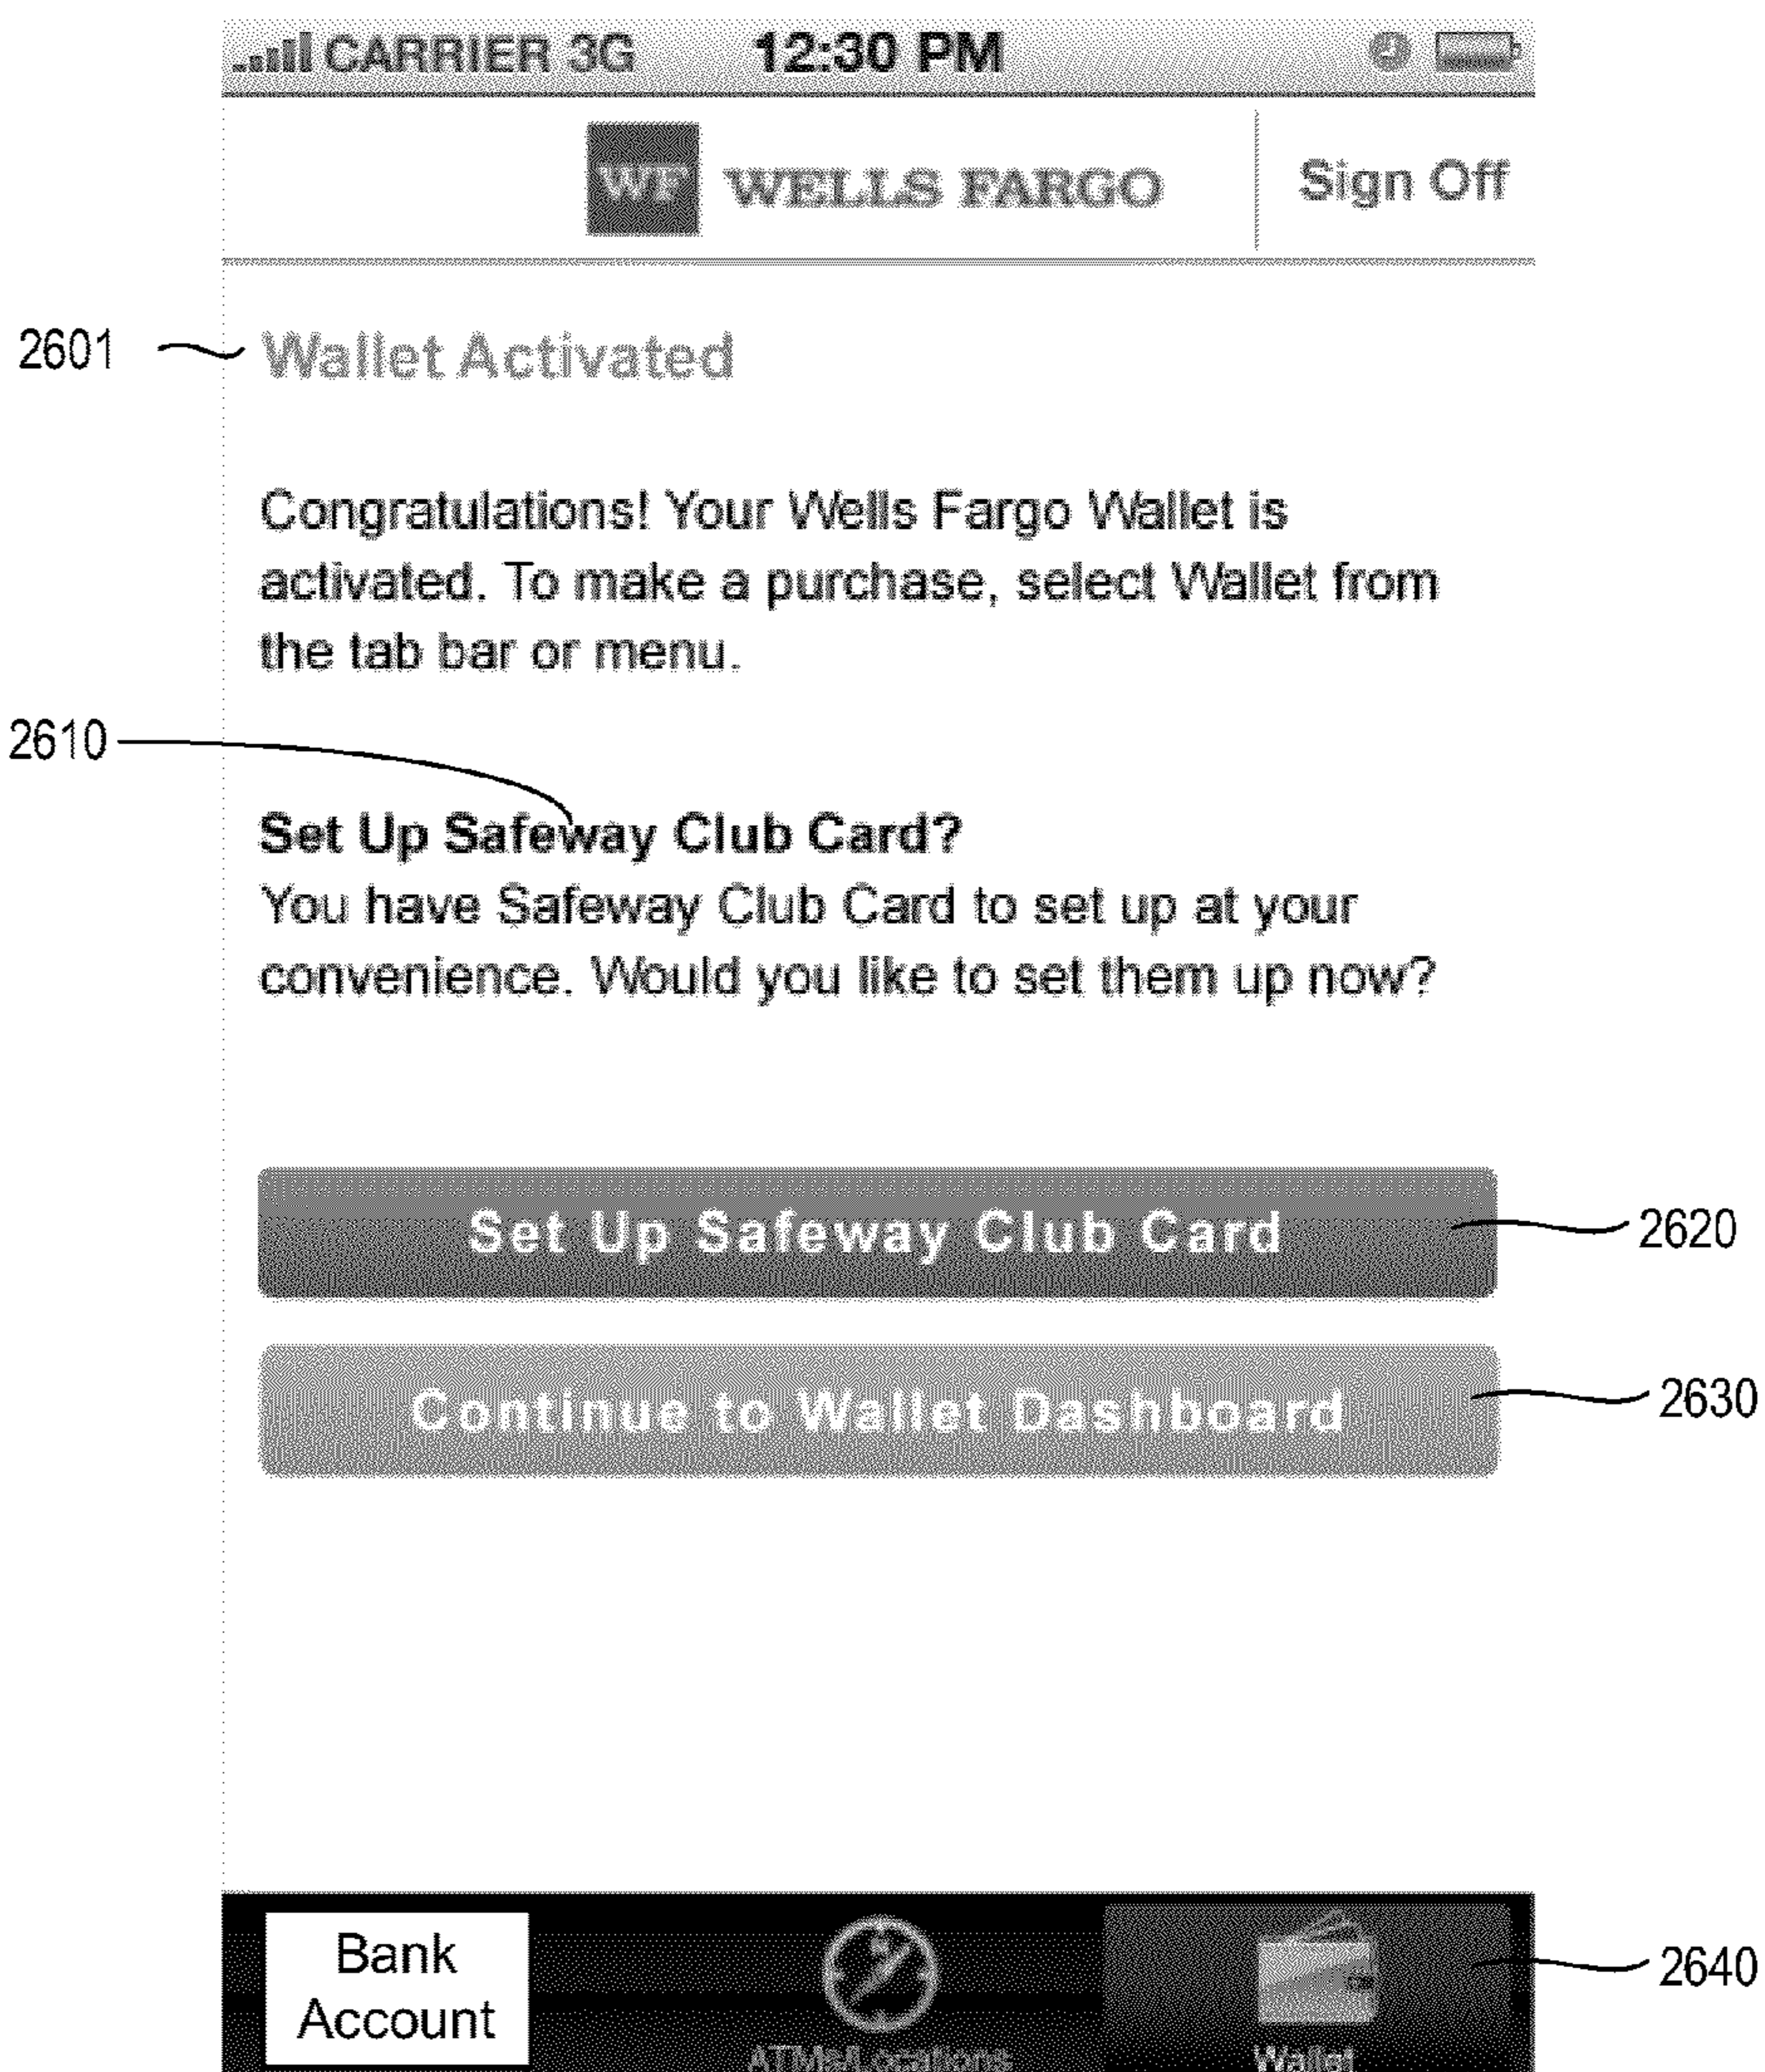 CARRIER 3G 12:30 PM
WF WELLS FARGO Sign Off
2601 Wallet Activated
Congratulations! Your Wells Fargo Wallet is
activated. To make a purchase, select Wallet from
the tab bar or menu.
2610
Set Up Safeway Club Card?
You have Safeway Club Card to set up at your
convenience. Would you like to set them up now?
Set Up Safeway Club Card 2620
Continue to Wallet Dashboard 2630
Bank
Account
ATMs/Locations
Wallet
2640